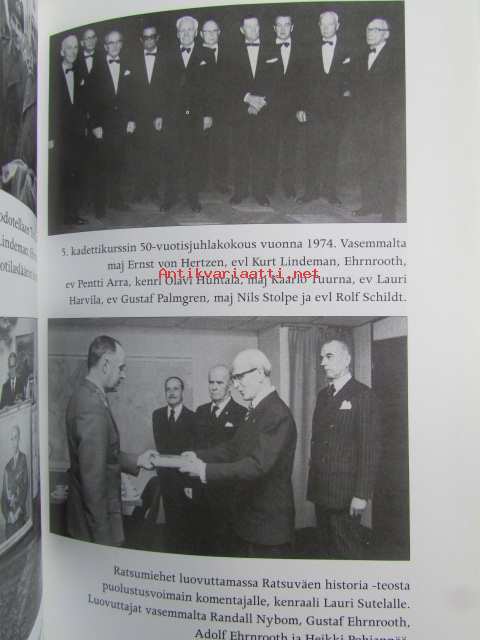 odotellaan
Lindeman,
5. kadettikurssin 50-vuotisjuhlakokous vuonna 1974. Vasemmalta
maj Ernst von Hertzen, evl Kurt Lindeman, Ehrnrooth,
ev Pentti Arra, kenrl Olavi Huhtala, maj Kaarlo Tuurna, ev Lauri
Antikvariaatti.net
Harvila, ev Gustaf Palmgren, maj Nils Stolpe ja evl Rolf Schildt.
Ratsumiehet luovuttamassa Ratsuväen historia -teosta
puolustusvoimain komentajalle, kenraali Lauri Sutelalle.
Luovuttajat vasemmalta Randall Nybom, Gustaf Ehrnrooth,
Adolf Ehrnrooth ja Heikki